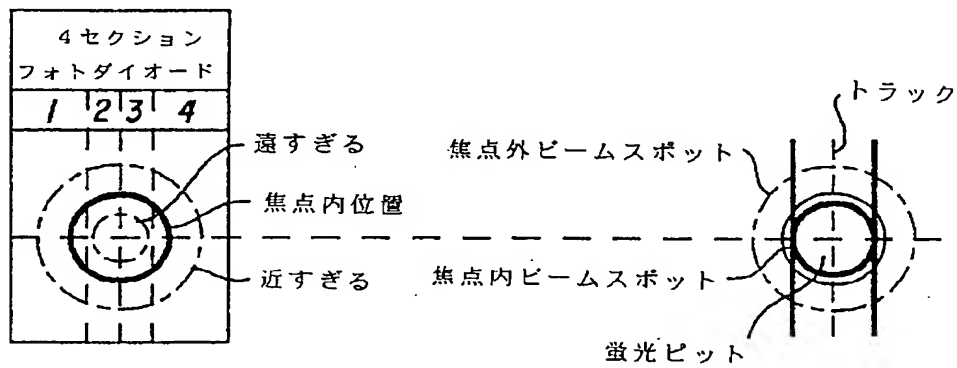 4セクション
フォトダイオード
1 2 3 4
遠すぎる
焦点内位置
近すぎる
トラック
焦点外ビームスポット
焦点内ビームスポット
蛍光ピット